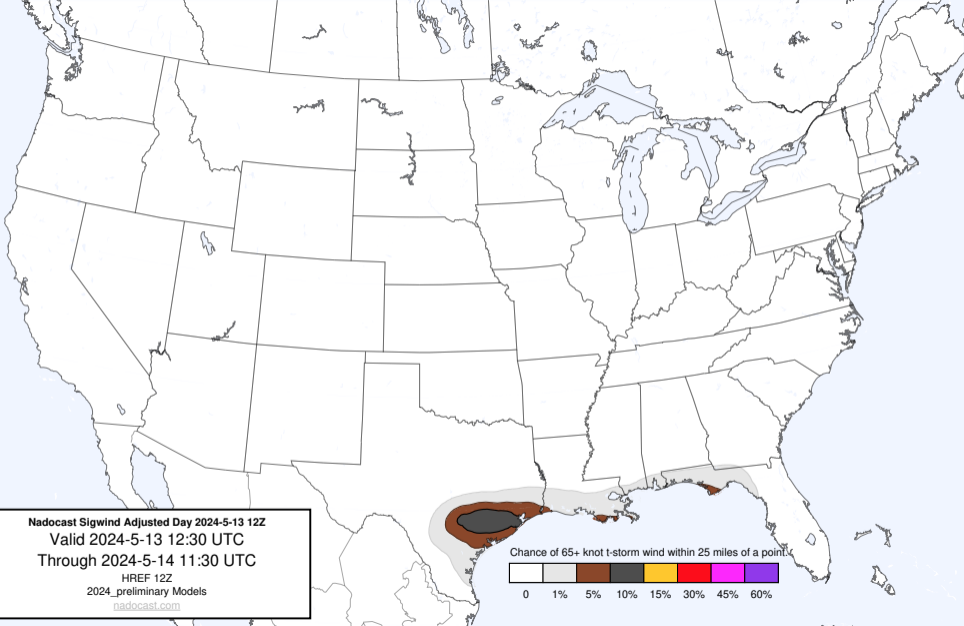 Nadocast Sigwind Adjusted Day 2024-5-13 12Z
Valid 2024-5-13 12:30 UTC
Through 2024-5-14 11:30 UTC
HREF 12Z
2024_preliminary Models
nadocast.com
Chance of 65+ knot t-storm wind within 25 miles of a point.
0 1% 5% 10% 15% 30% 45% 60%